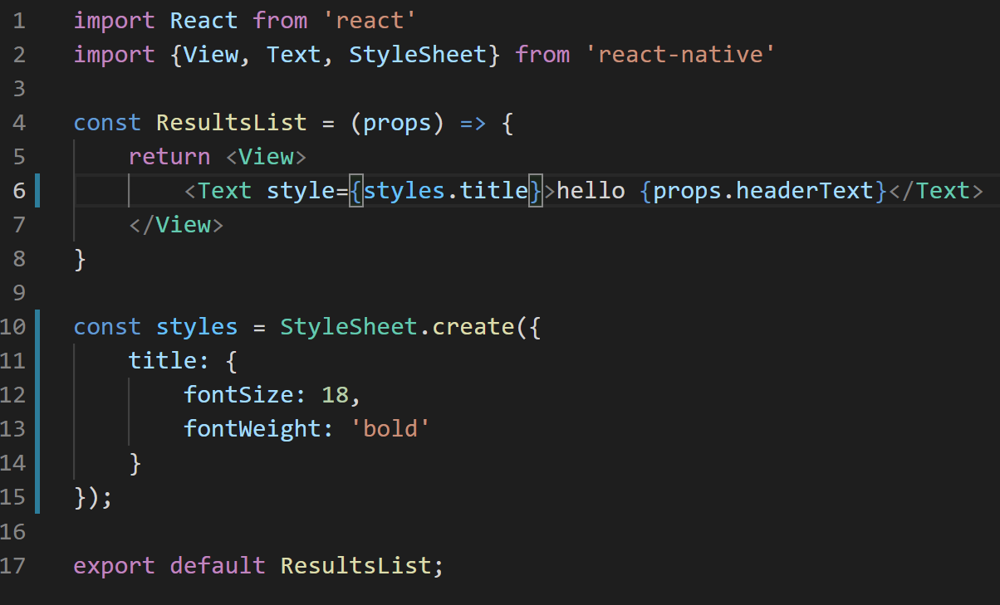 1 import React from 'react'
2 import {View, Text, StyleSheet} from 'react-native'
3
4 const ResultsList = (props) => {
5     return <View>
6         <Text style={styles.title}>hello {props.headerText}</Text>
7     </View>
8 }
9
10 const styles = StyleSheet.create({
11     title: {
12         fontSize: 18,
13         fontWeight: 'bold'
14     }
15 });
16
17 export default ResultsList;